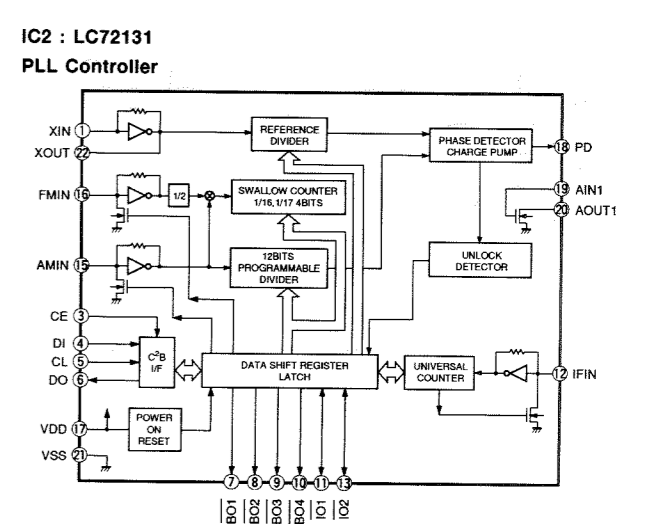 IC2 : LC72131
PLL Controller
XIN 1
XOUT 22
REFERENCE
DIVIDER
PHASE DETECTOR
CHARGE PUMP
18 PD
FMIN 16
1/2
SWALLOW COUNTER
1/16,1/17 4BITS
19 AIN1
20 AOUT1
AMIN 15
12BITS
PROGRAMMABLE
DIVIDER
UNLOCK
DETECTOR
CE 3
DI 4
CL 5
DO 6
C²B
I/F
DATA SHIFT REGISTER
LATCH
UNIVERSAL
COUNTER
12 IFIN
VDD 17
POWER
ON
RESET
VSS 21
7 8 9 10 11 13
BO1
BO2
BO3
BO4
IO1
IO2